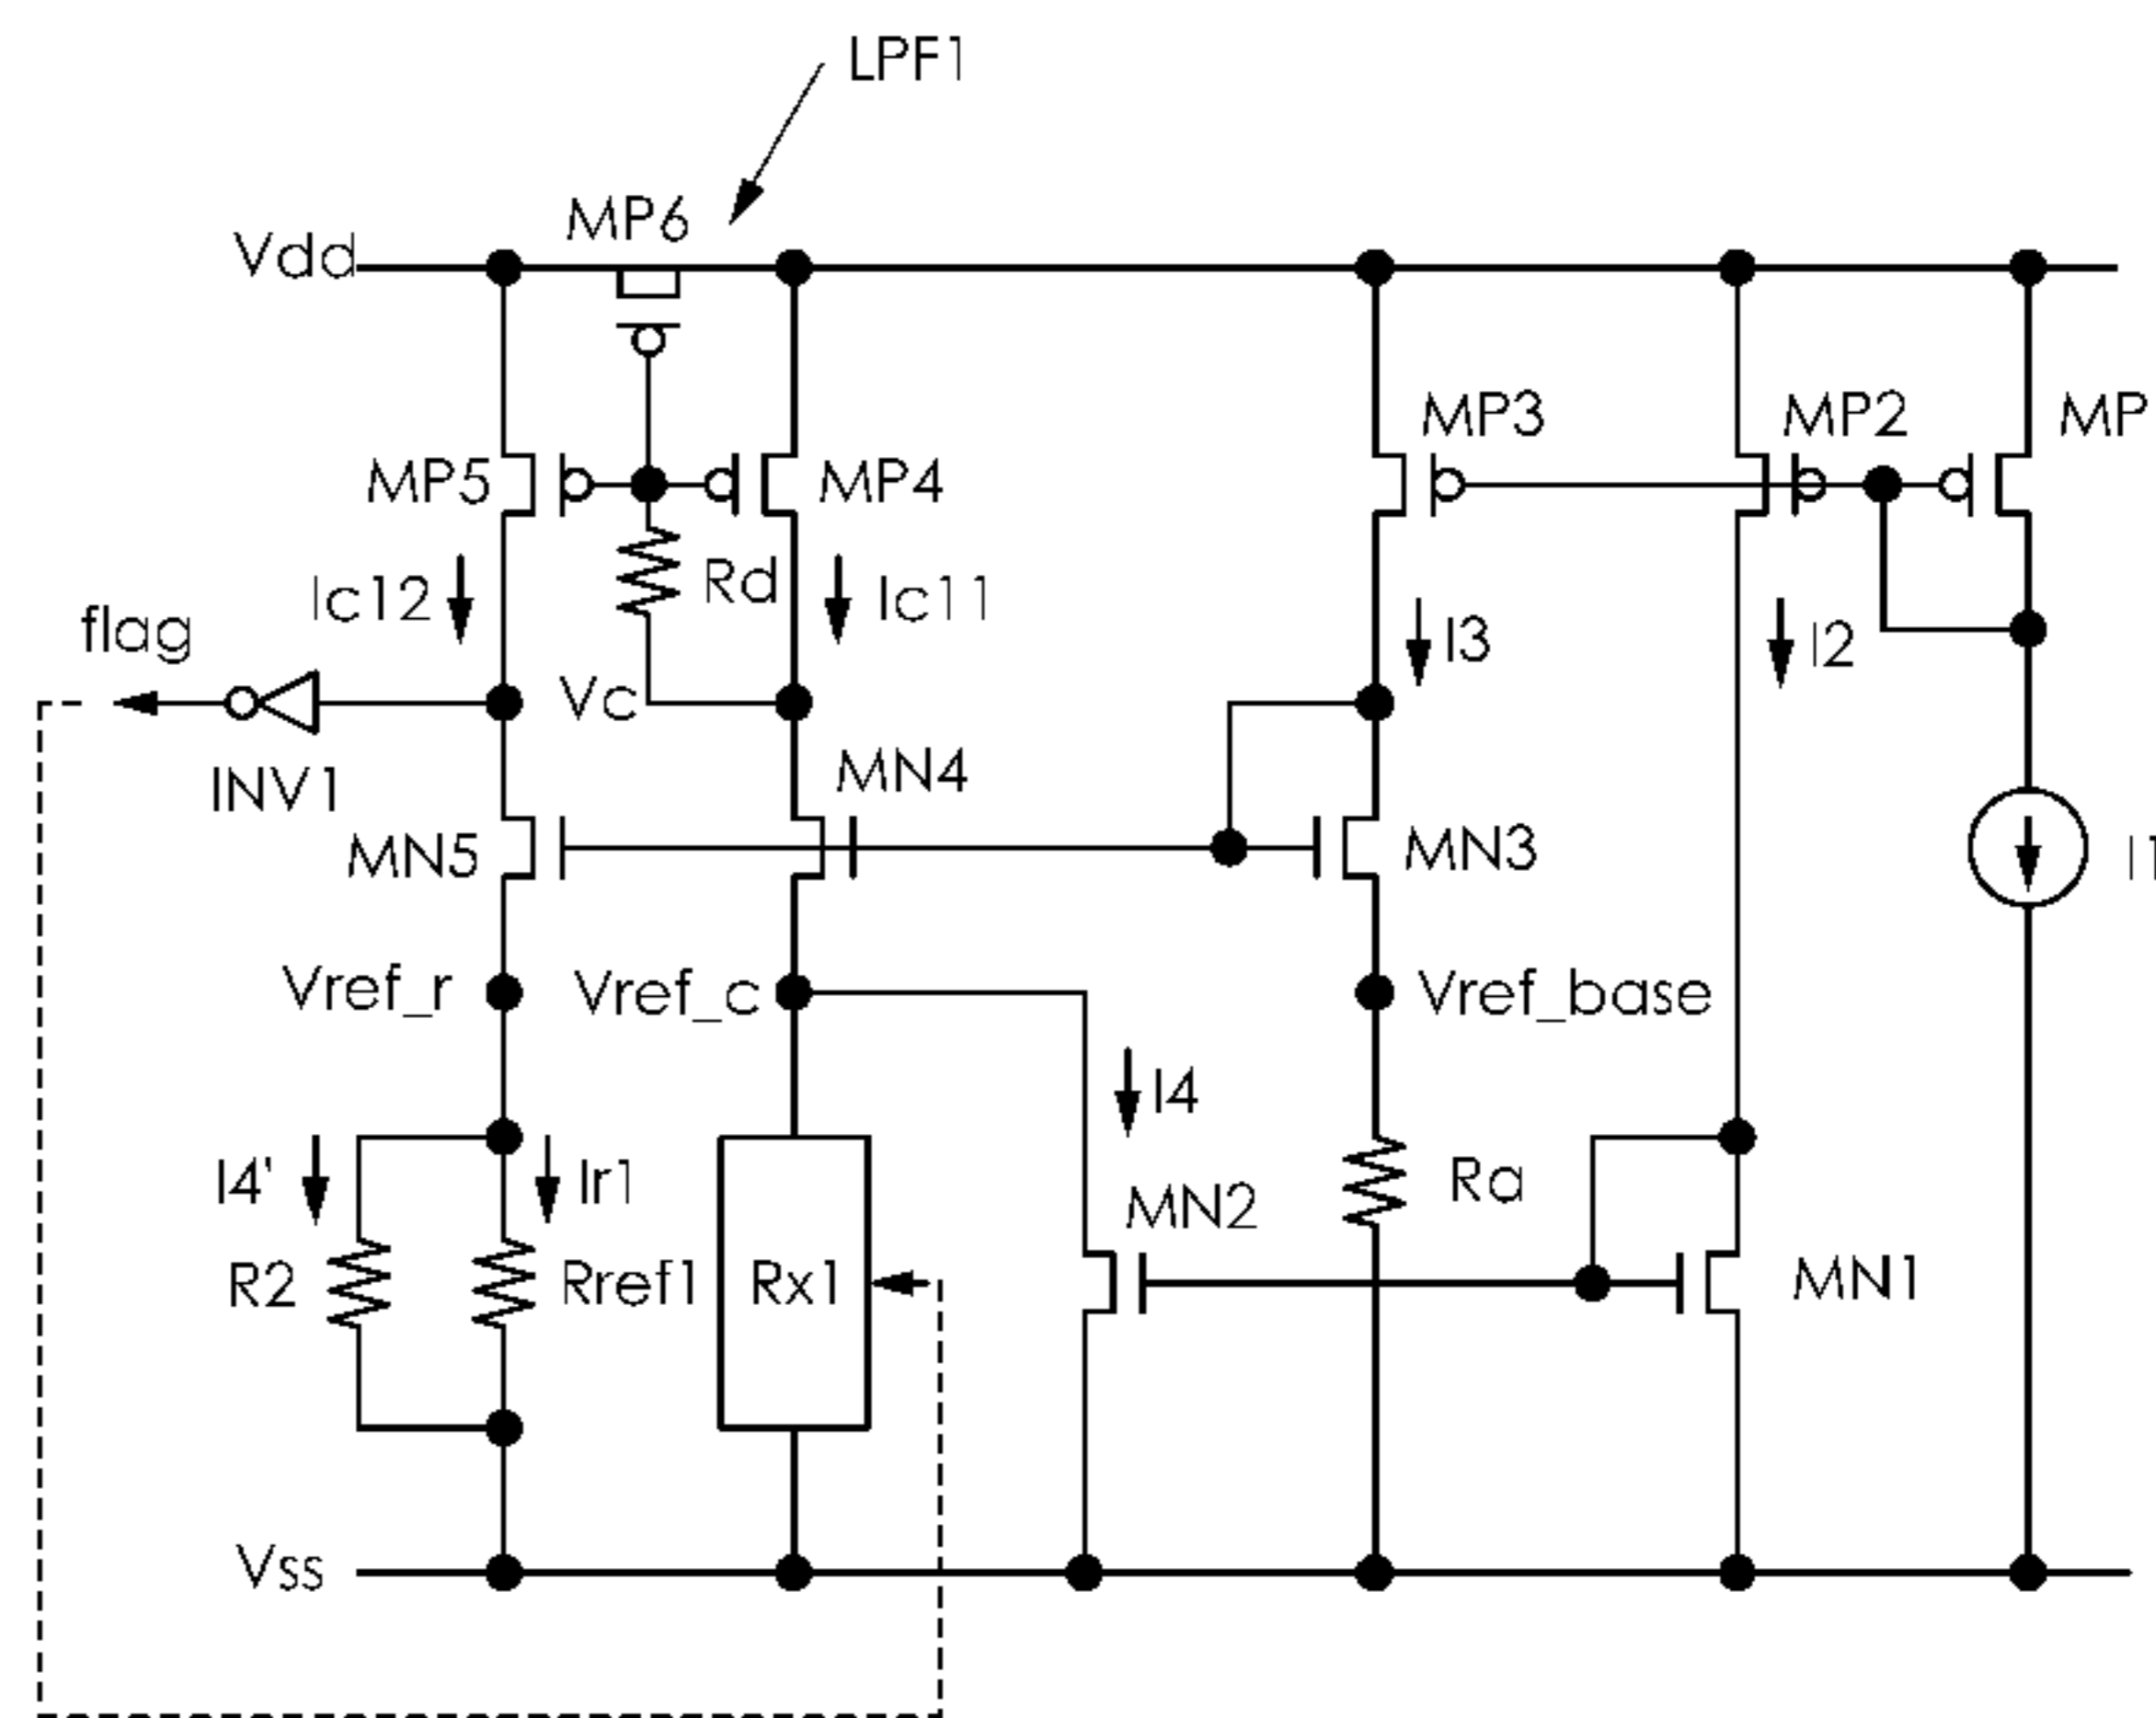 LPF1
MP6
Vdd
MP3
MP2
MP
MP5
MP4
Rd
Ic12
Ic11
flag
I3
I2
Vc
MN4
INV1
MN5
MN3
I1
Vref_r
Vref_c
Vref_base
I4
I4'
Ir1
Ra
MN2
R2
Rref1
Rx1
MN1
Vss